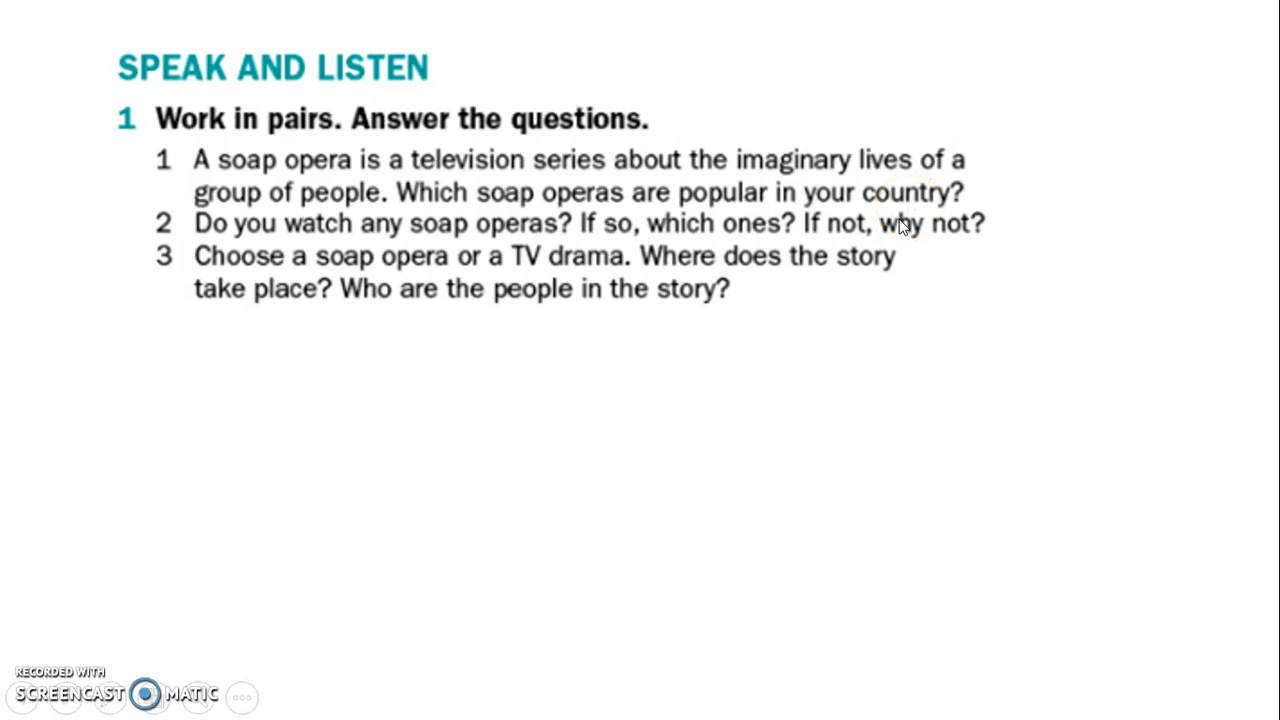 SPEAK AND LISTEN
1 Work in pairs. Answer the questions.
1 A soap opera is a television series about the imaginary lives of a
group of people. Which soap operas are popular in your country?
2 Do you watch any soap operas? If so, which ones? If not, why not?
3 Choose a soap opera or a TV drama. Where does the story
take place? Who are the people in the story?
RECORDED WITH
SCREENCAST MATIC